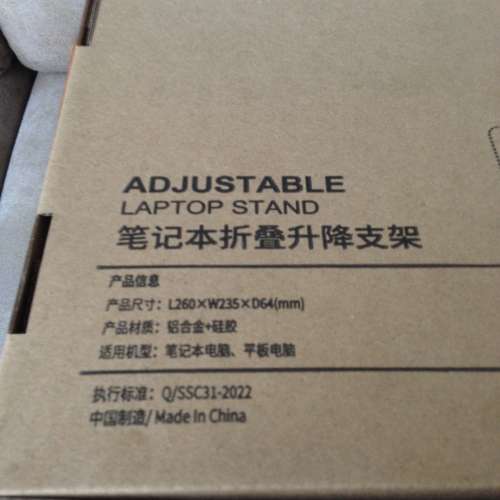 ADJUSTABLE
LAPTOP STAND
笔记本折叠升降支架
产品信息
产品尺寸：L260×W235×D64(mm)
产品材质：铝合金+硅胶
适用机型：笔记本电脑、平板电脑
执行标准：Q/SSC31-2022
中国制造/ Made In China